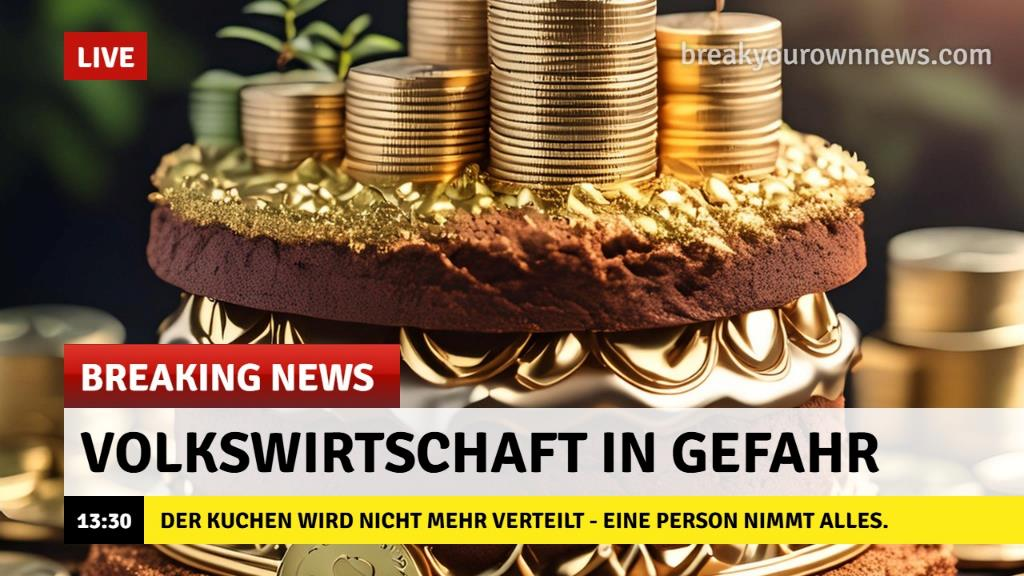 LIVE
breakyourownnews.com
BREAKING NEWS
VOLKSWIRTSCHAFT IN GEFAHR
13:30 DER KUCHEN WIRD NICHT MEHR VERTEILT - EINE PERSON NIMMT ALLES.